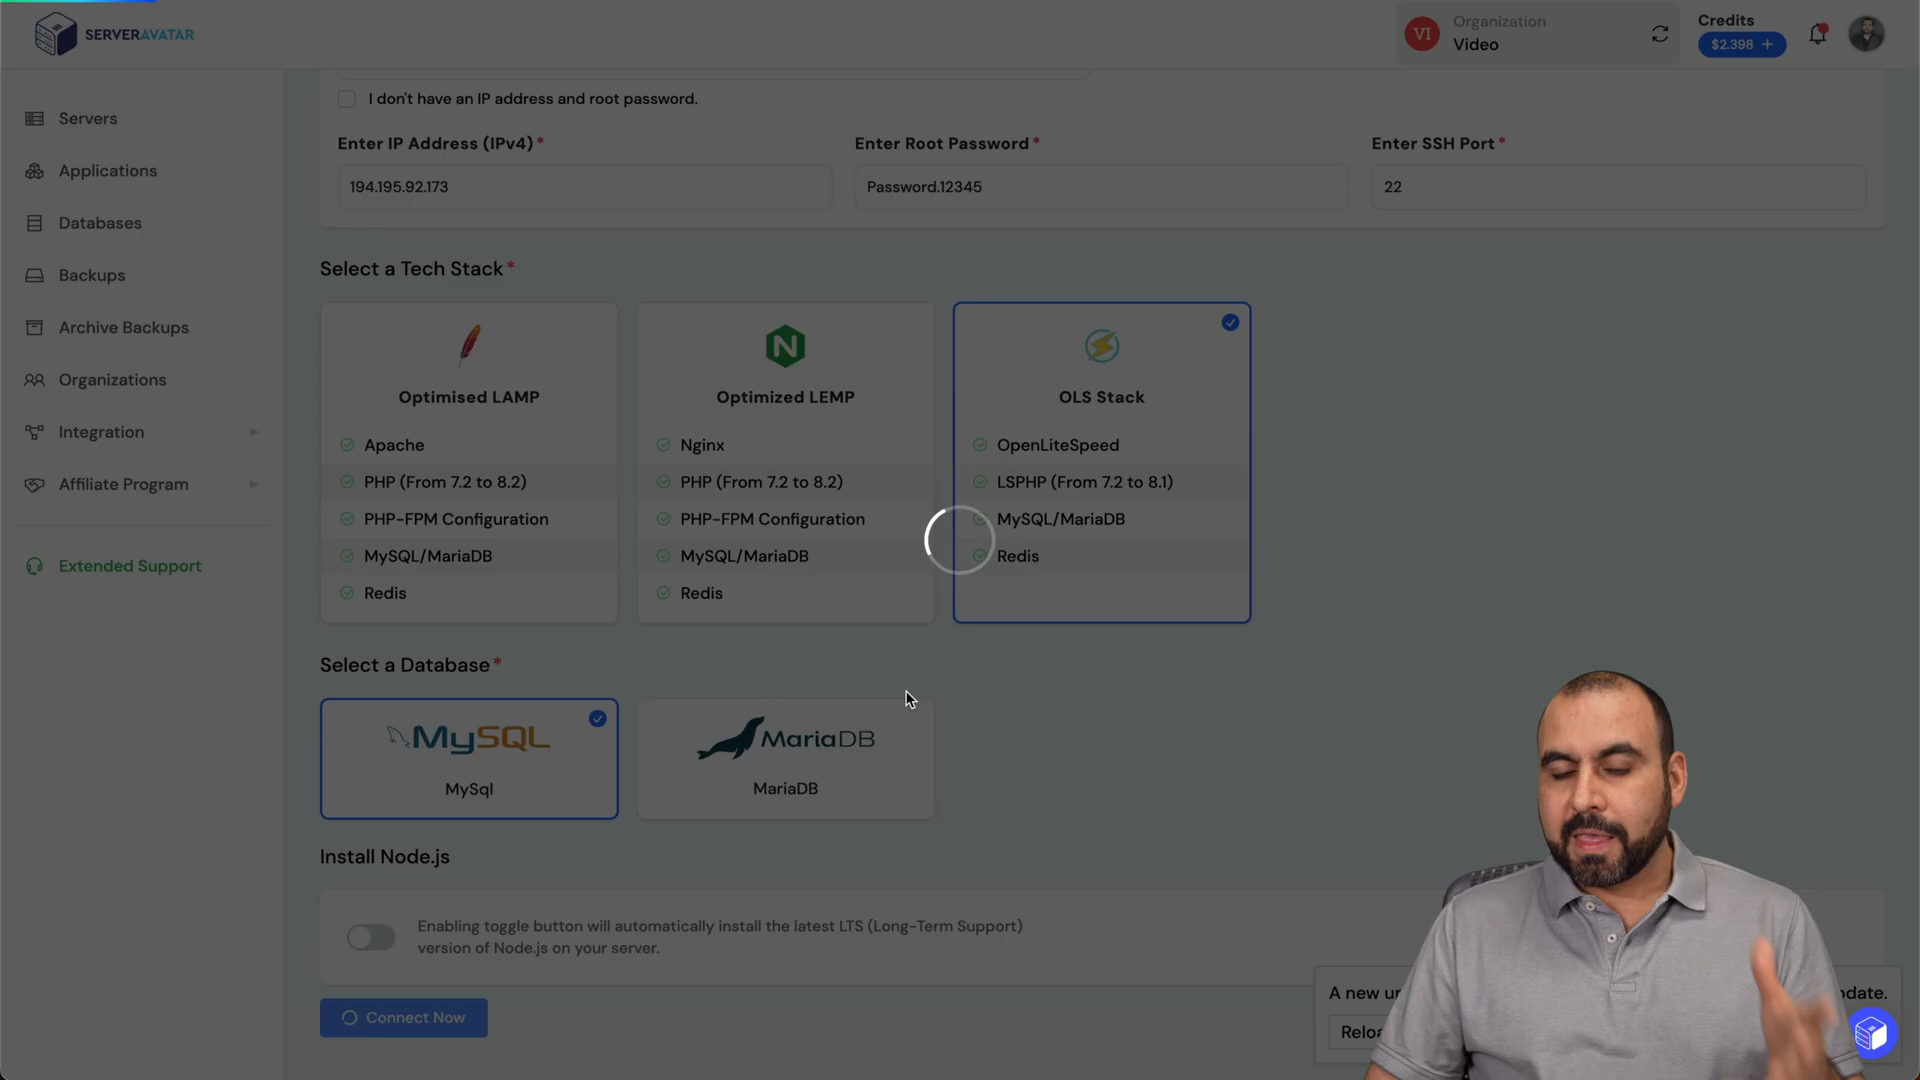 SERVERAVATAR
VI
Organization
Video
Credits
$2.398 +
Servers
Applications
Databases
Backups
Archive Backups
Organizations
Integration
Affiliate Program
Extended Support
I don't have an IP address and root password.
Enter IP Address (IPv4) *
194.195.92.173
Enter Root Password *
Password.12345
Enter SSH Port *
22
Select a Tech Stack *
Optimised LAMP
Apache
PHP (From 7.2 to 8.2)
PHP-FPM Configuration
MySQL/MariaDB
Redis
N
Optimized LEMP
Nginx
PHP (From 7.2 to 8.2)
PHP-FPM Configuration
MySQL/MariaDB
Redis
OLS Stack
OpenLiteSpeed
LSPHP (From 7.2 to 8.1)
MySQL/MariaDB
Redis
Select a Database *
MySQL
MySql
MariaDB
MariaDB
Install Node.js
Enabling toggle button will automatically install the latest LTS (Long-Term Support)
version of Node.js on your server.
Connect Now
A new